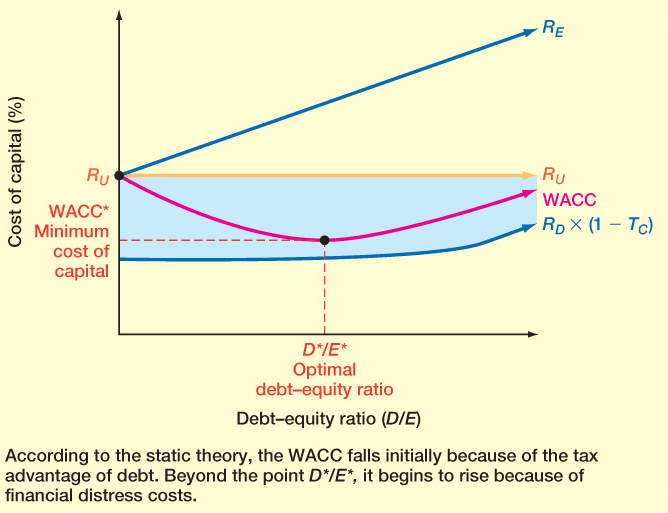 Cost of capital (%)
R_E
R_U
R_U
WACC
R_D × (1 − T_C)
WACC*
Minimum
cost of
capital
D*/E*
Optimal
debt–equity ratio
Debt–equity ratio (D/E)
According to the static theory, the WACC falls initially because of the tax
advantage of debt. Beyond the point D*/E*, it begins to rise because of
financial distress costs.